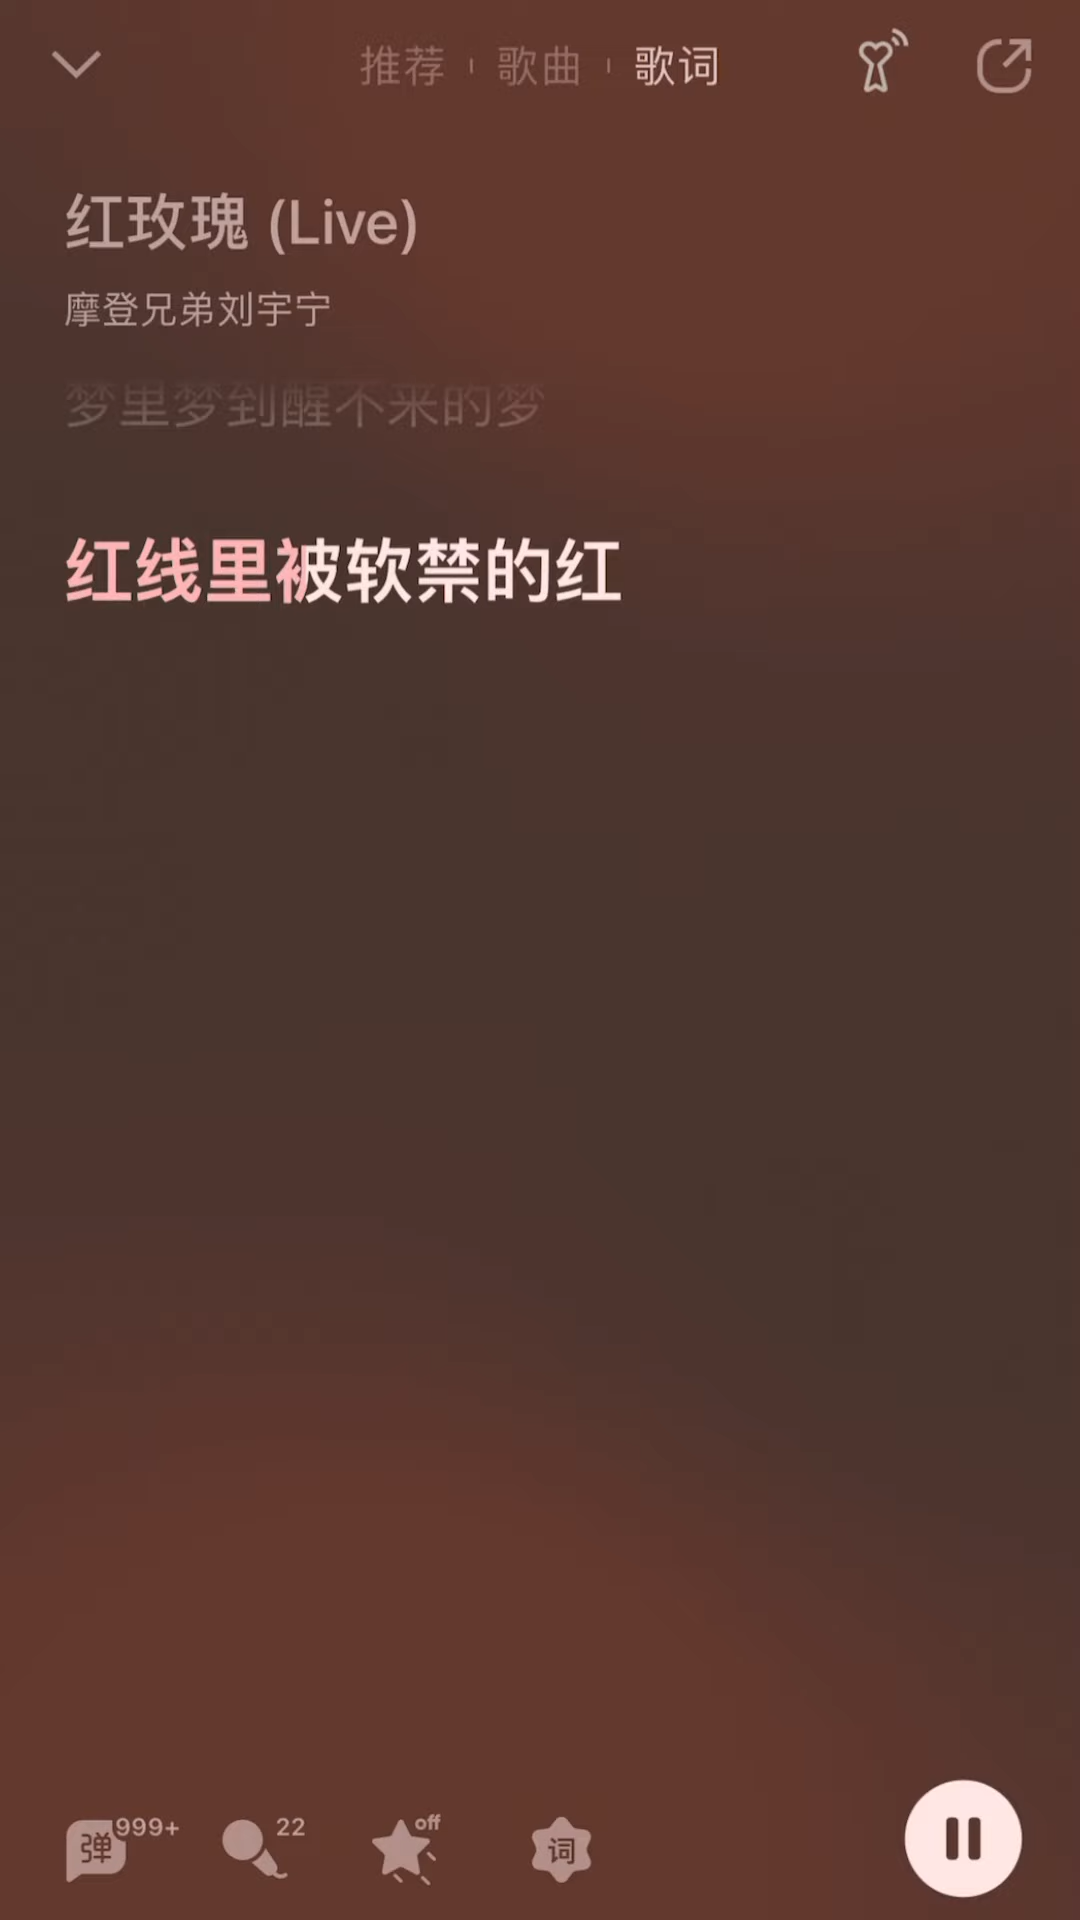 推荐 歌曲 歌词
红玫瑰 (Live)
摩登兄弟刘宇宁
梦里梦到醒不来的梦
红线里被软禁的红
弹 999+ 22 off 词